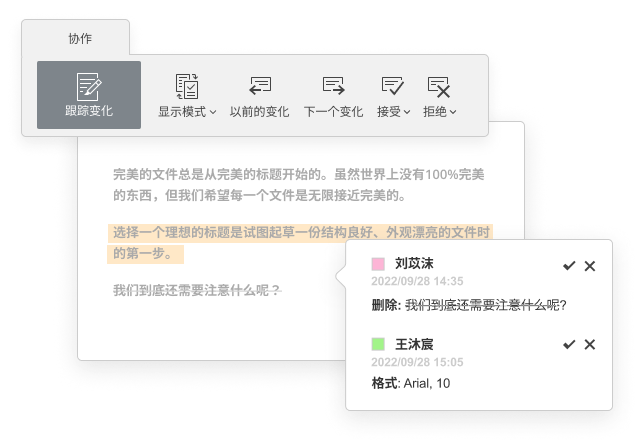 协作
跟踪变化
显示模式
以前的变化
下一个变化
接受
拒绝
完美的文件总是从完美的标题开始的。虽然世界上没有100%完美
的东西，但我们希望每一个文件是无限接近完美的。
选择一个理想的标题是试图起草一份结构良好、外观漂亮的文件时
的第一步。
我们到底还需要注意什么呢？
刘苡沫
2022/09/28 14:35
删除: 我们到底还需要注意什么呢?
王沐宸
2022/09/28 15:05
格式: Arial, 10